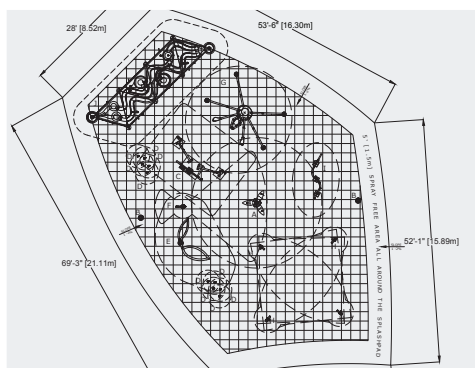 28' [8.52m]
53'-6" [16.30m]
G
J
D
D
D
D
C
I
B
B
F
A
E
D
D
5' [1.5m] SPRAY FREE AREA ALL AROUND THE SPLASHPAD
52'-1" [15.89m]
69'-3" [21.11m]